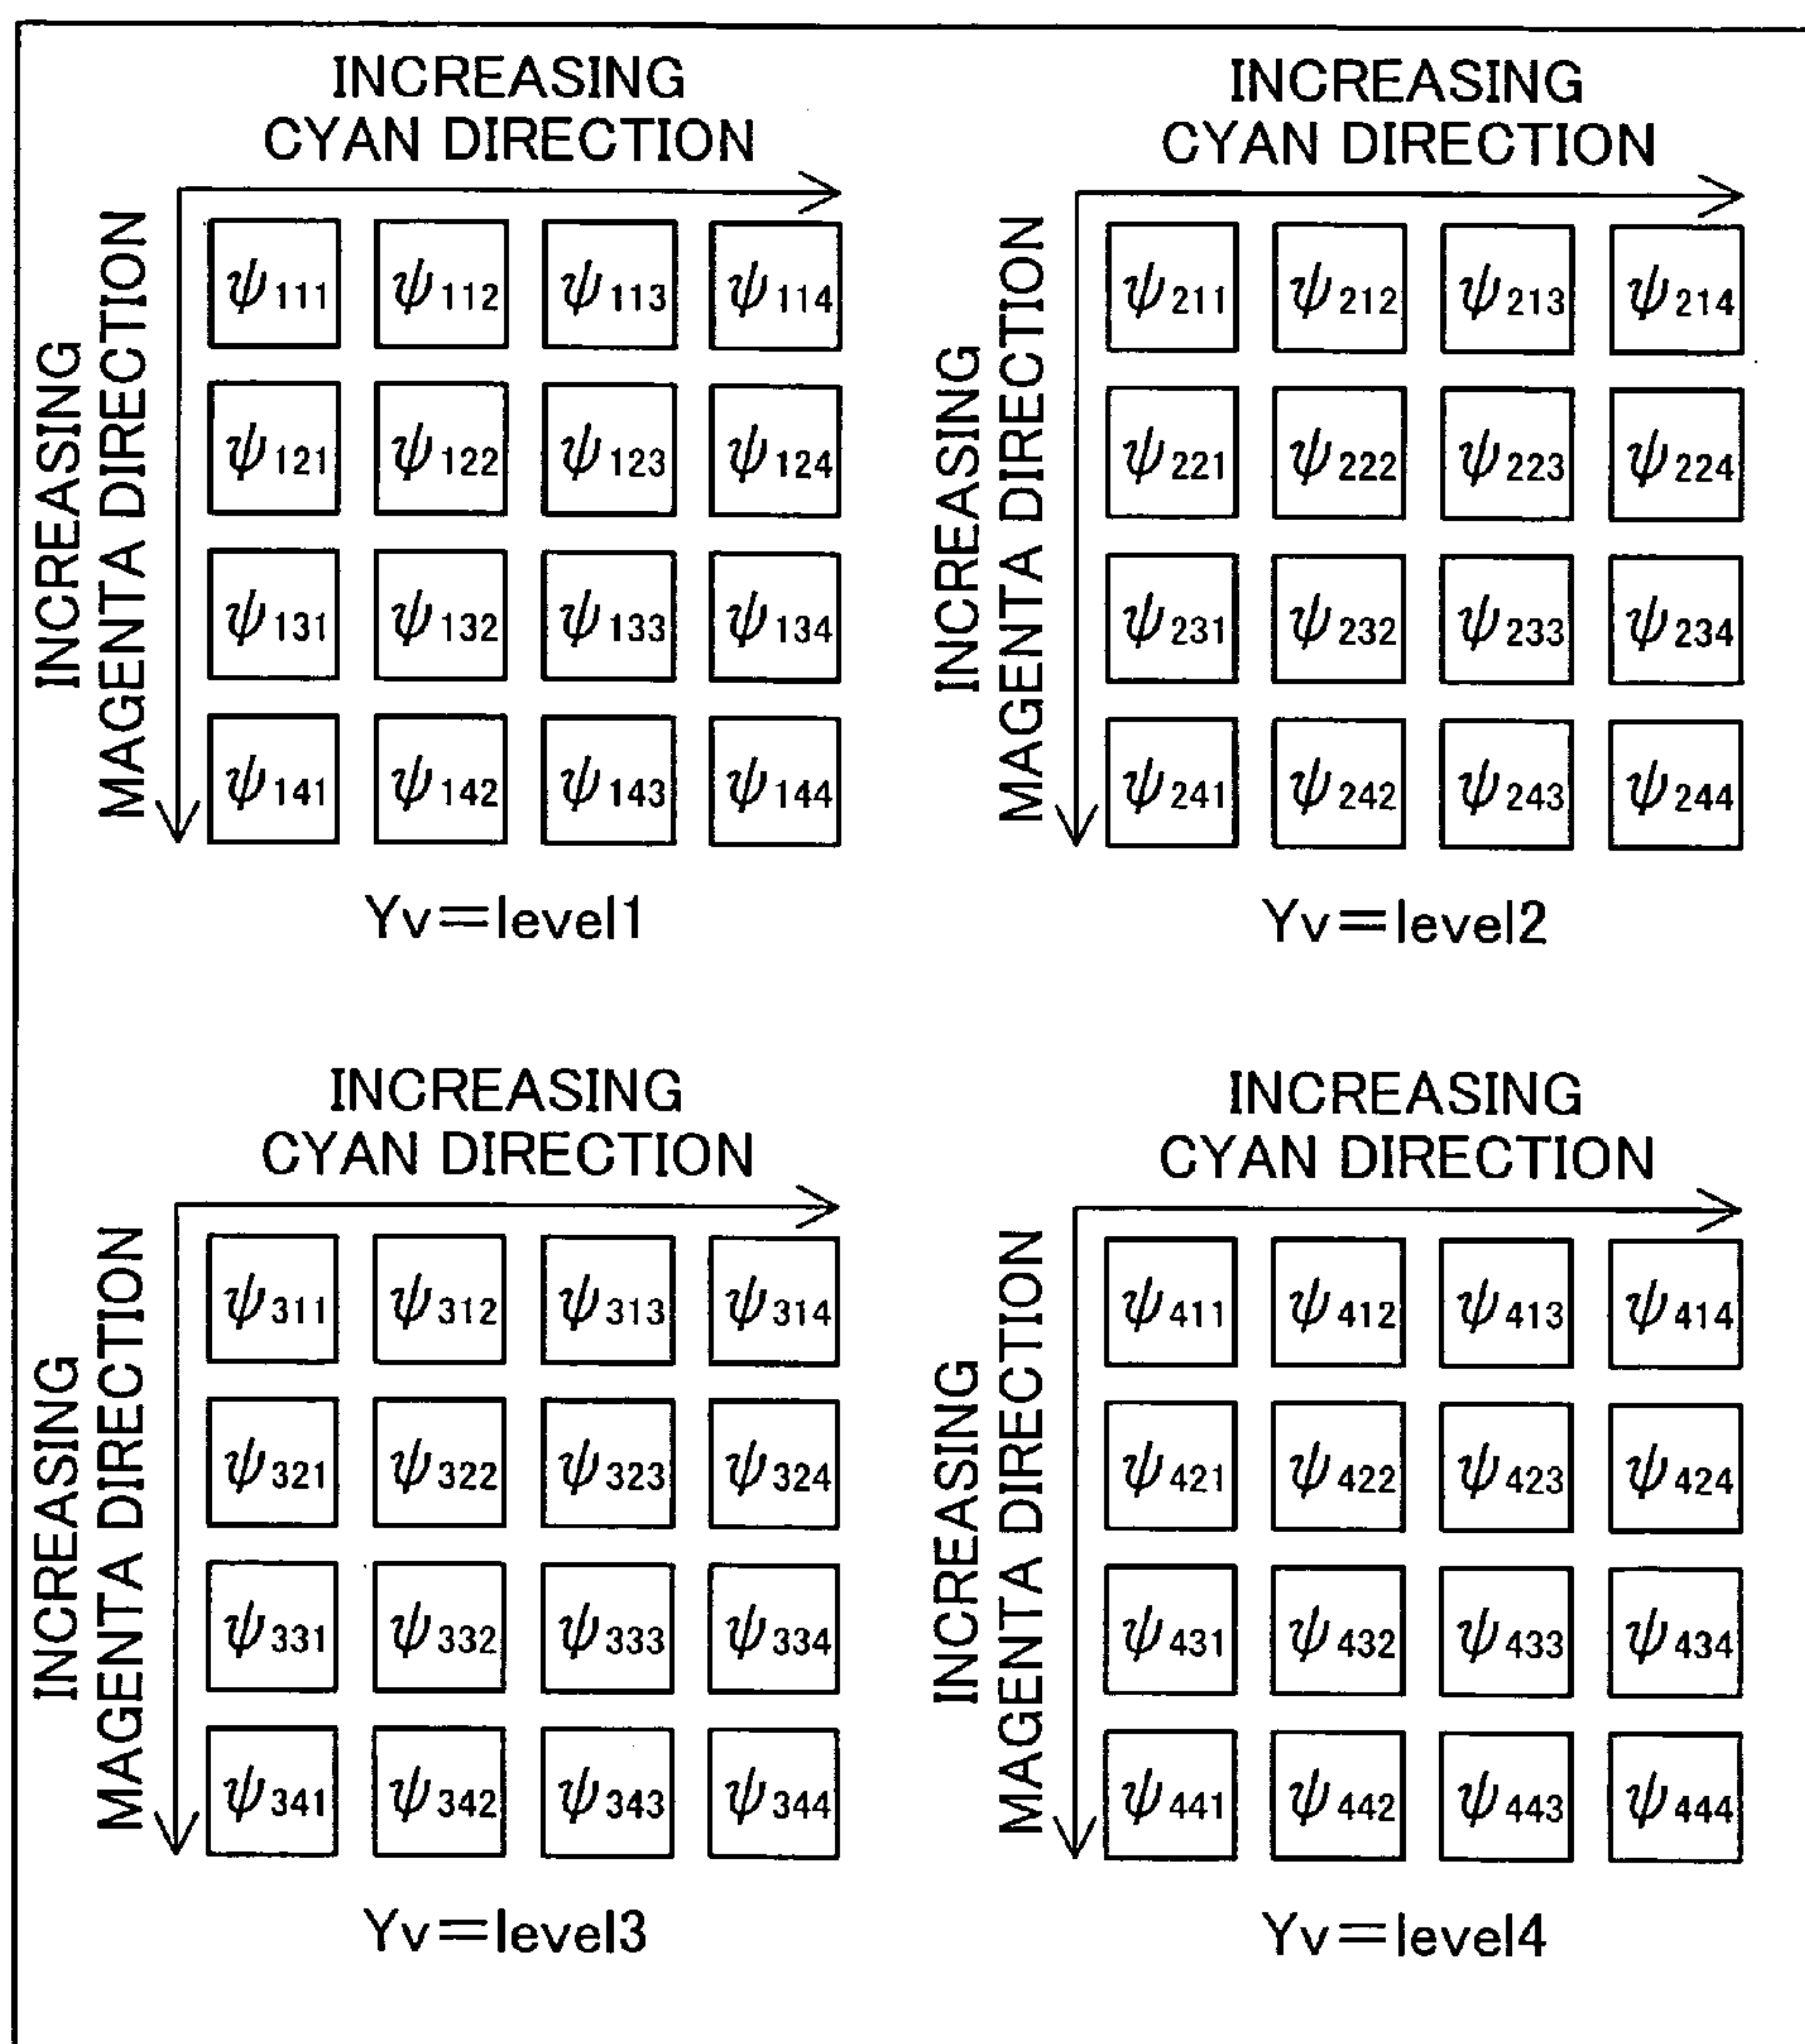 INCREASING
CYAN DIRECTION
INCREASING
MAGENTA DIRECTION
ψ111 ψ112 ψ113 ψ114
ψ121 ψ122 ψ123 ψ124
ψ131 ψ132 ψ133 ψ134
ψ141 ψ142 ψ143 ψ144
Yv=level1
INCREASING
CYAN DIRECTION
INCREASING
MAGENTA DIRECTION
ψ211 ψ212 ψ213 ψ214
ψ221 ψ222 ψ223 ψ224
ψ231 ψ232 ψ233 ψ234
ψ241 ψ242 ψ243 ψ244
Yv=level2
INCREASING
CYAN DIRECTION
INCREASING
MAGENTA DIRECTION
ψ311 ψ312 ψ313 ψ314
ψ321 ψ322 ψ323 ψ324
ψ331 ψ332 ψ333 ψ334
ψ341 ψ342 ψ343 ψ344
Yv=level3
INCREASING
CYAN DIRECTION
INCREASING
MAGENTA DIRECTION
ψ411 ψ412 ψ413 ψ414
ψ421 ψ422 ψ423 ψ424
ψ431 ψ432 ψ433 ψ434
ψ441 ψ442 ψ443 ψ444
Yv=level4